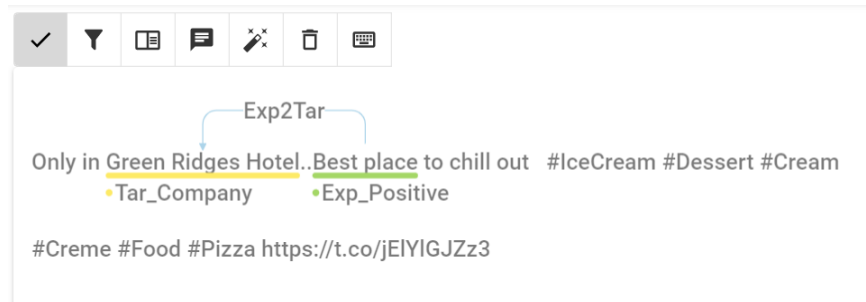 Exp2Tar
Only in Green Ridges Hotel..Best place to chill out #IceCream #Dessert #Cream
Tar_Company Exp_Positive
#Creme #Food #Pizza https://t.co/jElYlGJZz3